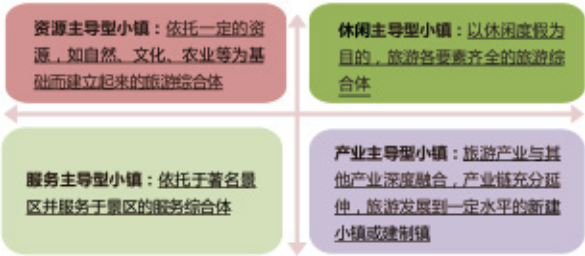 资源主导型小镇：依托一定的资
源，如自然、文化、农业等为基
础而建立起来的旅游综合体
休闲主导型小镇：以休闲度假为
目的，旅游各要素齐全的旅游综
合体
服务主导型小镇：依托于著名景
区并服务于景区的服务综合体
产业主导型小镇：旅游产业与其
他产业深度融合，产业链充分延
伸，旅游发展到一定水平的新建
小镇或建制镇